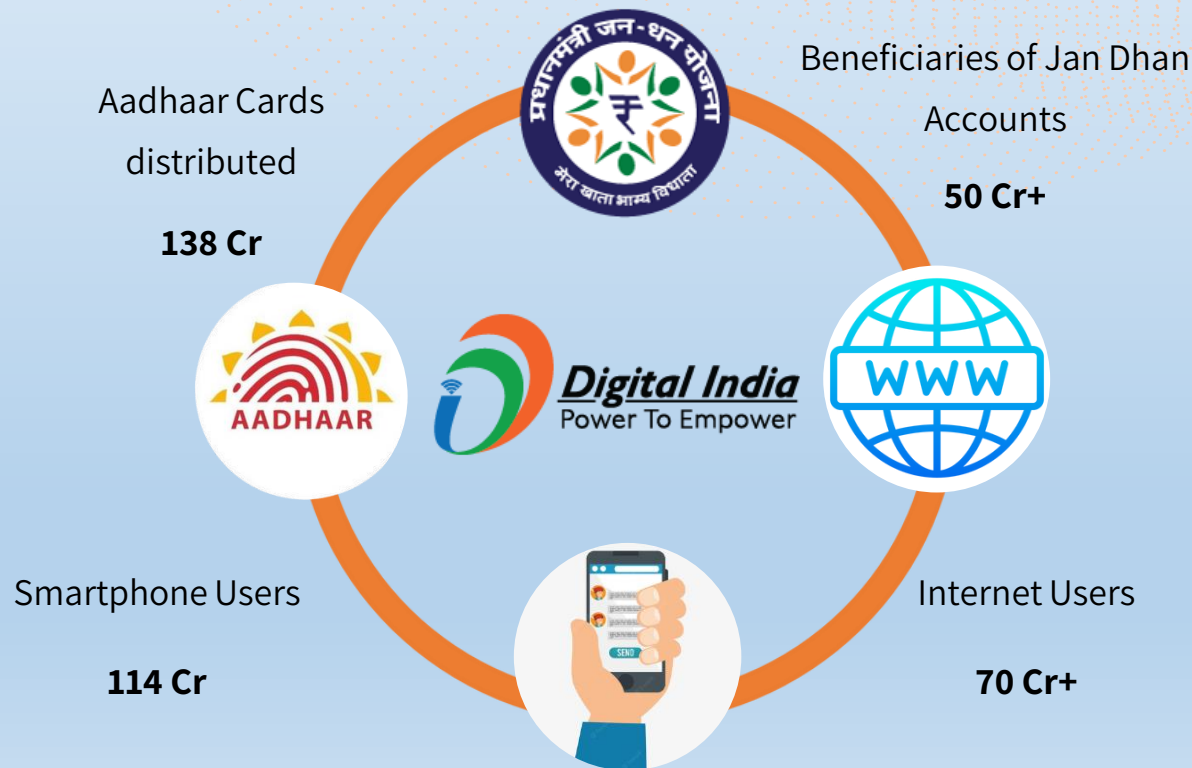 प्रधानमंत्री जन-धन योजना
मेरा खाता भाग्य विधाता
Beneficiaries of Jan Dhan
Accounts
50 Cr+
Aadhaar Cards
distributed
138 Cr
AADHAAR
Digital India
Power To Empower
WWW
Smartphone Users
114 Cr
SEND
Internet Users
70 Cr+